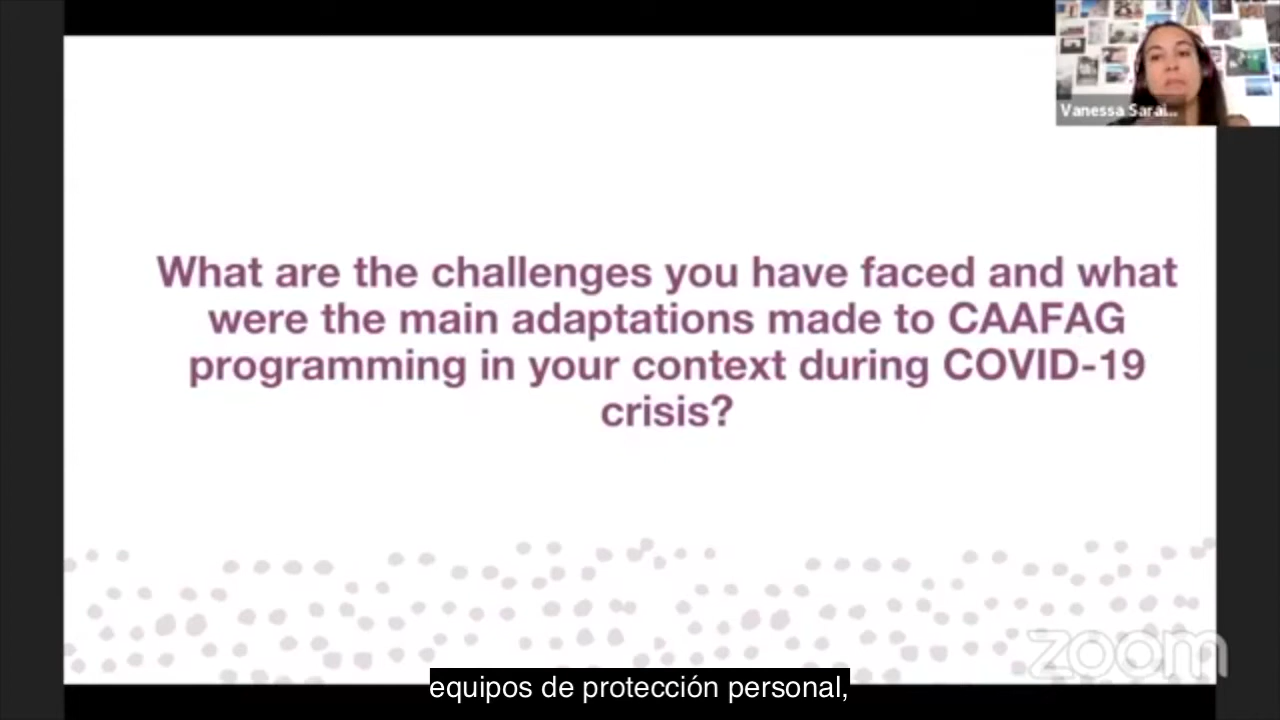 Vanessa Sarai...
What are the challenges you have faced and what
were the main adaptations made to CAAFAG
programming in your context during COVID-19
crisis?
zoom
equipos de protección personal,